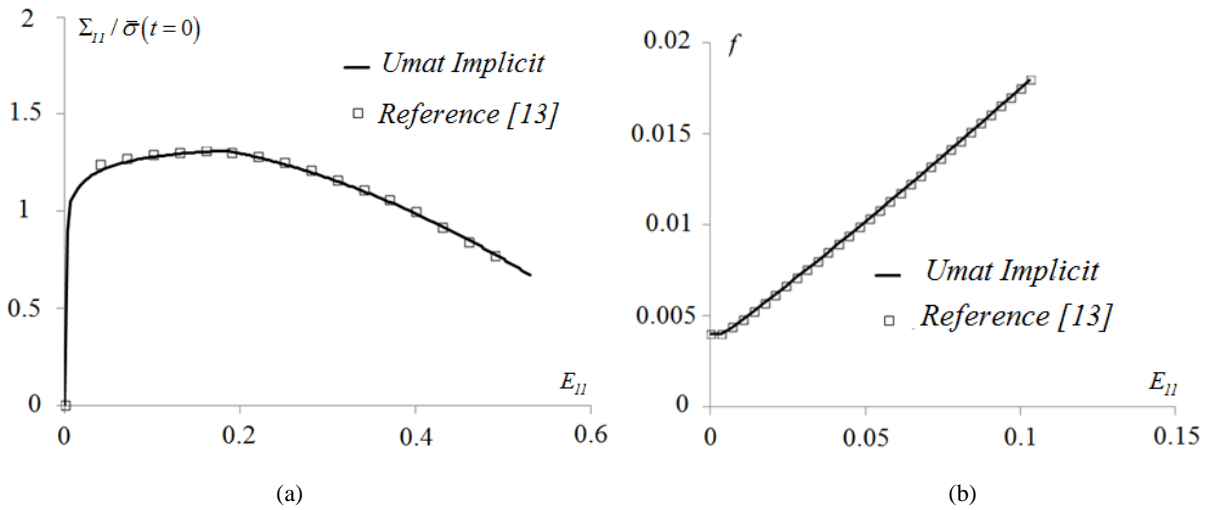 2
Σ₁₁ / σ̄(t = 0)
Umat Implicit
Reference [13]
1.5
1
0.5
0
E₁₁
0
0.2
0.4
0.6
(a)
0.02
f
0.015
0.01
0.005
0
Umat Implicit
Reference [13]
E₁₁
0
0.05
0.1
0.15
(b)